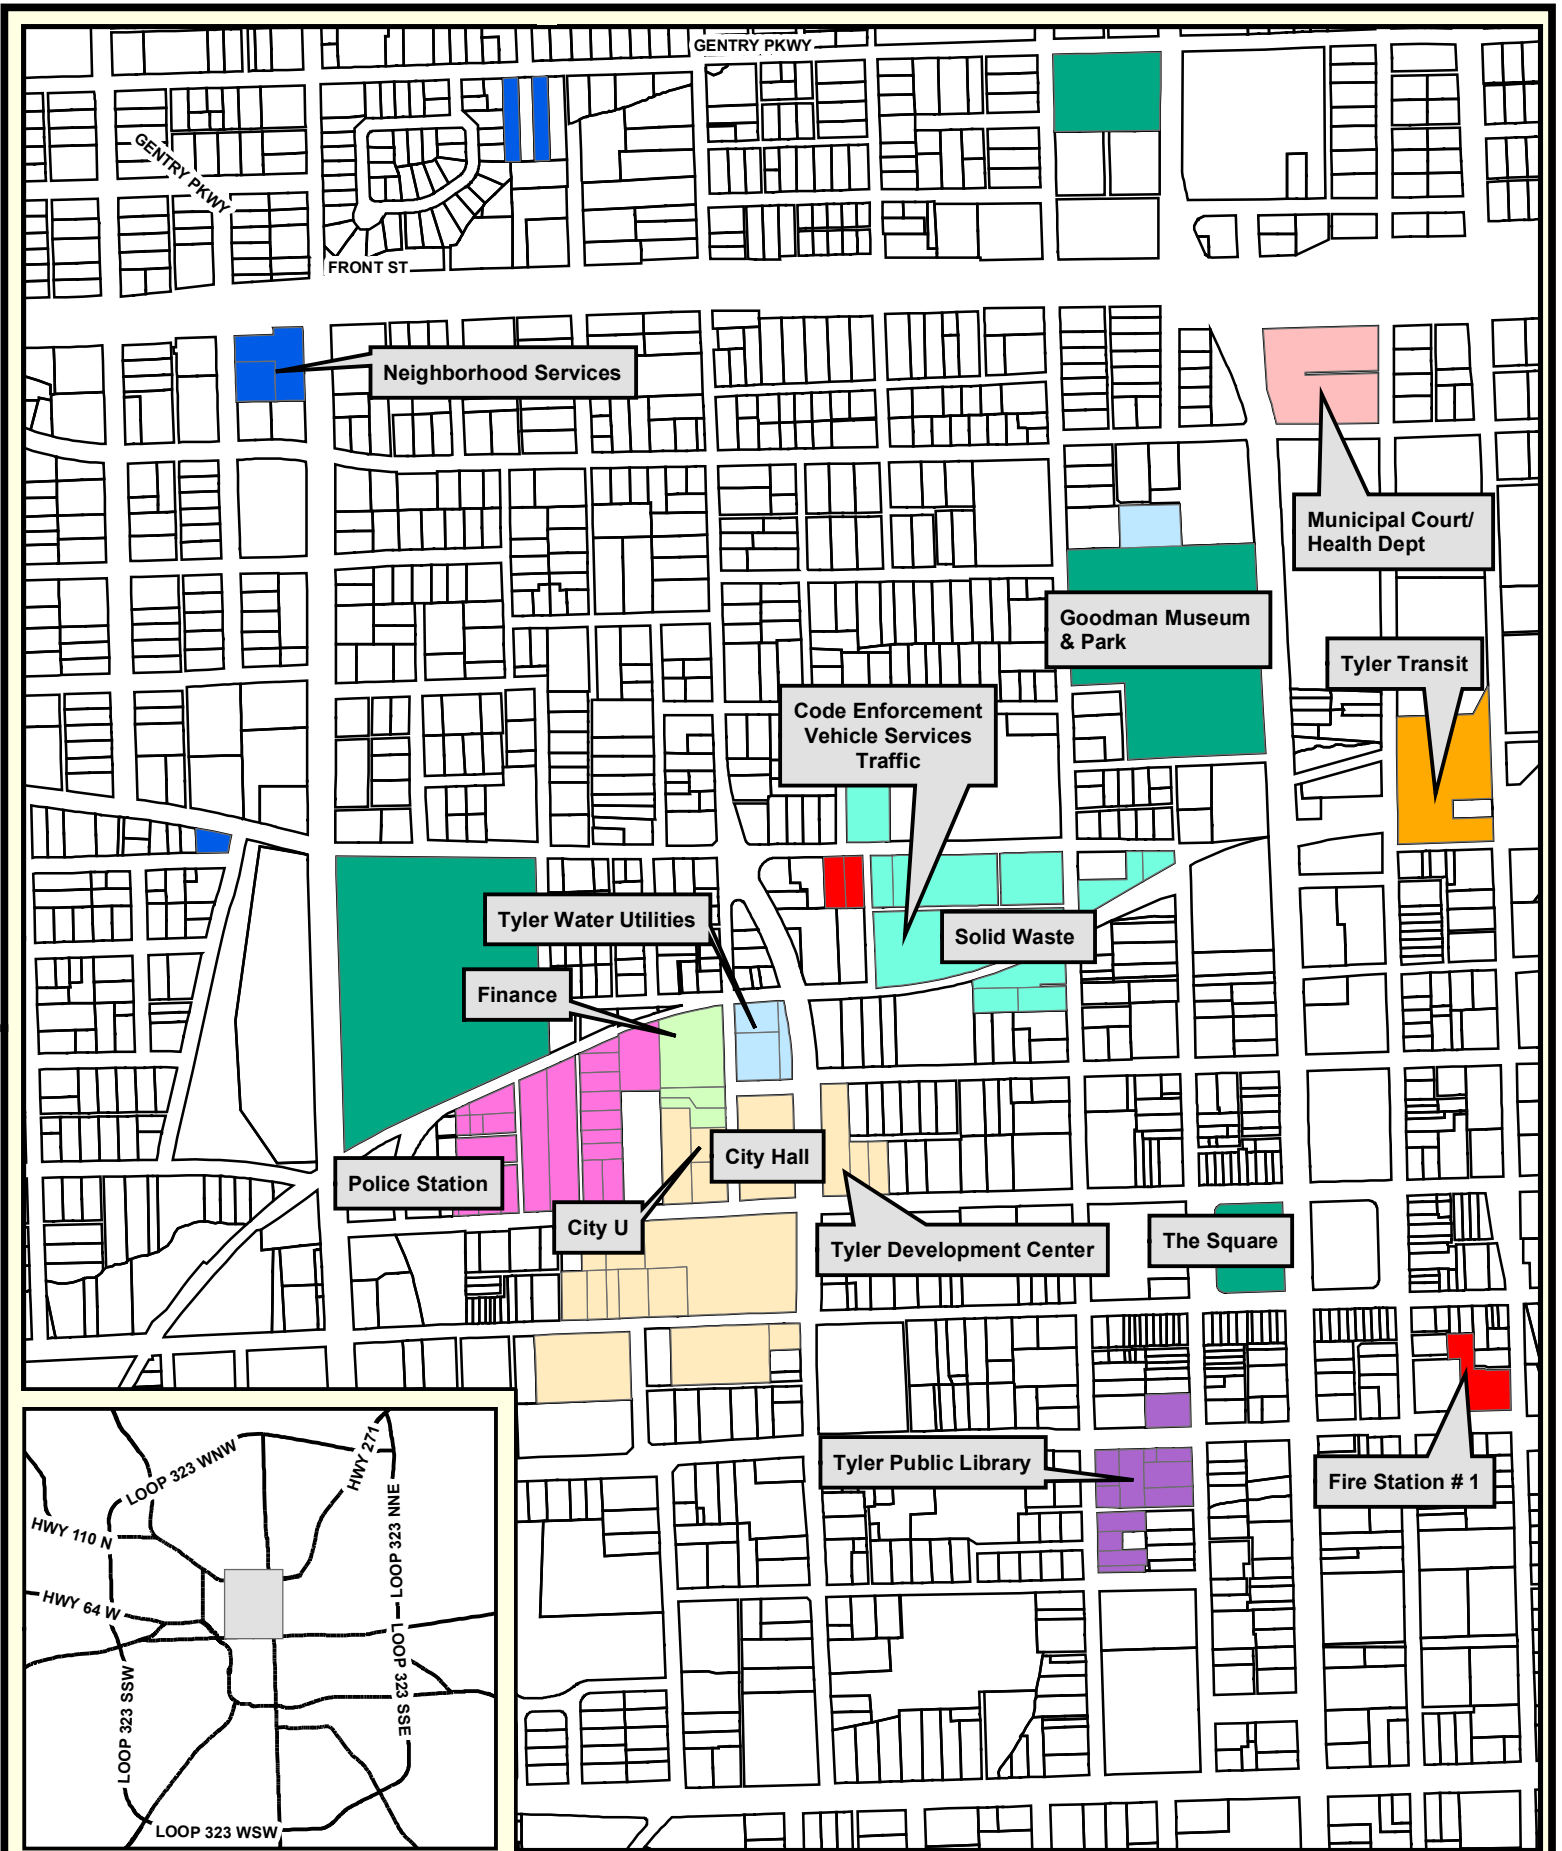 GENTRY PKWY
GENTRY PKWY
FRONT ST
Neighborhood Services
Municipal Court/
Health Dept
Goodman Museum
& Park
Tyler Transit
Code Enforcement
Vehicle Services
Traffic
Tyler Water Utilities
Solid Waste
Finance
City Hall
Police Station
City U
Tyler Development Center
The Square
Tyler Public Library
Fire Station # 1
LOOP 323 WNW
HWY 271
HWY 110 N
LOOP 323 NNE
HWY 64 W
LOOP 323 SSW
LOOP 323 SSE
LOOP 323 WSW